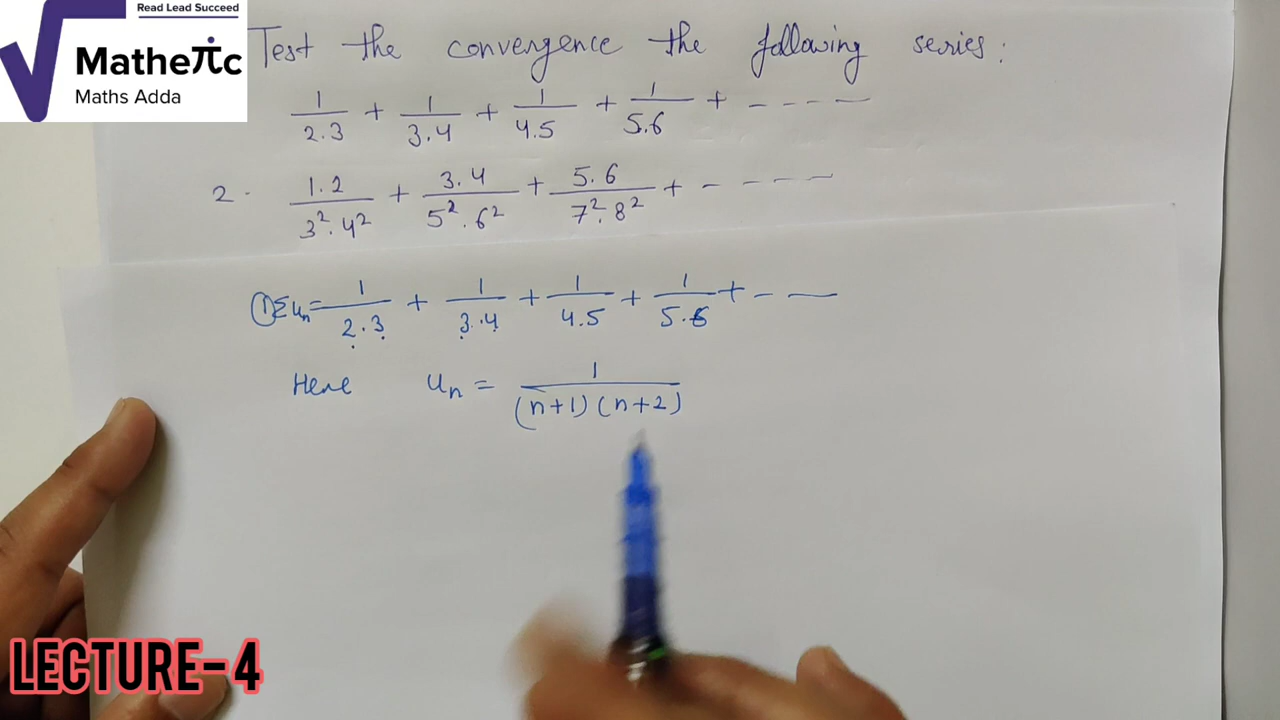 Read Lead Succeed
Matheπc
Maths Adda
Test the convergence the following series:
1/2.3 + 1/3.4 + 1/4.5 + 1/5.6 + ----
2. 1.2/3².4² + 3.4/5².6² + 5.6/7².8² + ----
① Σuₙ = 1/2.3 + 1/3.4 + 1/4.5 + 1/5.6 + --
Here uₙ = 1/(n+1)(n+2)
LECTURE-4